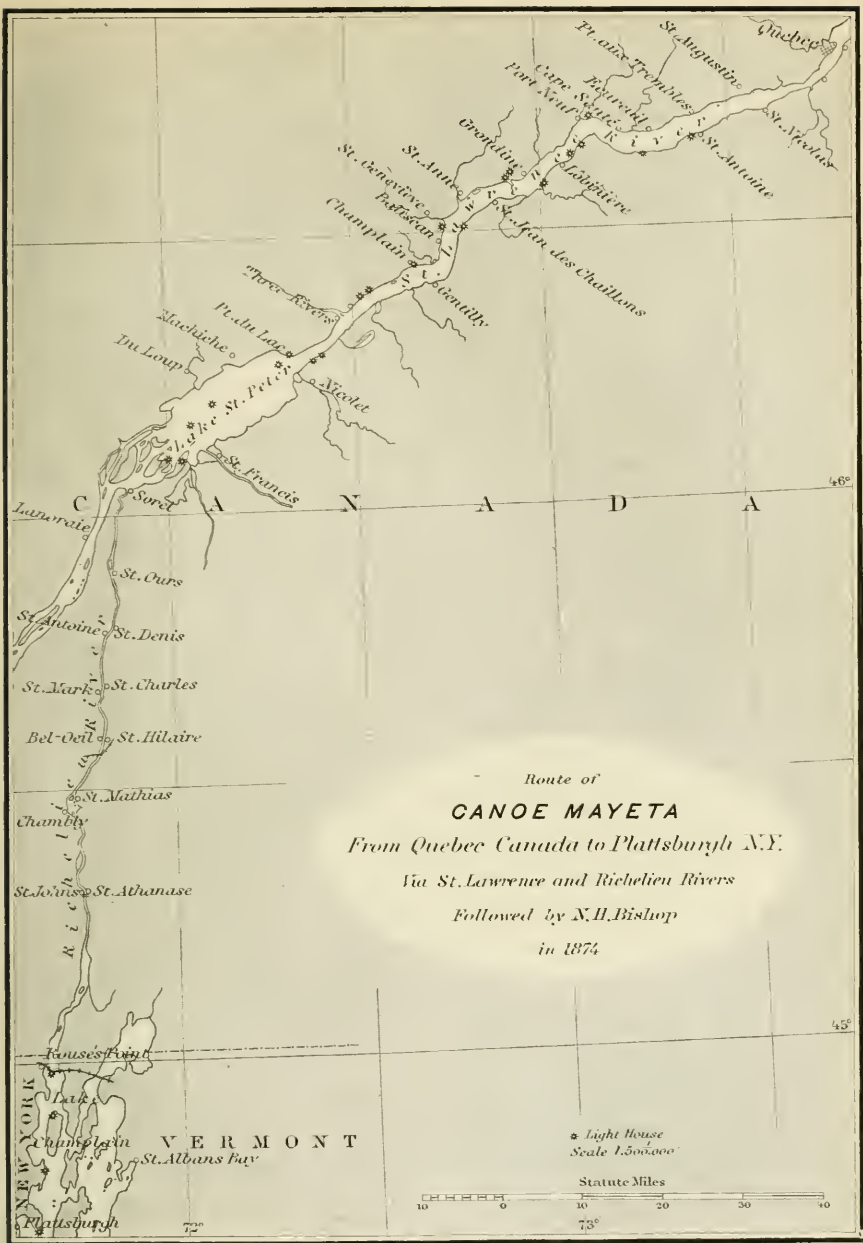 Quebec
St. Augustin
Pt. aux Trembles
Ecureuil
Cape Santé
Port Neuf
Grondine
St. Anne
St. Geneviève
Batiscan
Champlain
Three Rivers
Pt. du Lac
Machiche
Du Loup
St. Nicolas
St. Antoine
Lôbinière
St. Jean des Chaillons
Gentilly
Nicolet
St. Francis
Lake St. Peter
Sorel
CANADA
46°
Lanoraie
St. Ours
St. Antoine
St. Denis
St. Mark
St. Charles
Bel-Oeil
St. Hilaire
St. Mathias
Chambly
St. Johns
St. Athanase
Richelieu River
Route of
CANOE MAYETA
From Quebec Canada to Plattsburgh N.Y.
Via St. Lawrence and Richelieu Rivers
Followed by N.H. Bishop
in 1874
45°
Rouse's Point
NEW YORK
Lake
Champlain
VERMONT
St. Albans Bay
Plattsburgh
Light House
Scale 1.500.000
Statute Miles
10 0 10 20 30 40
72°
73°